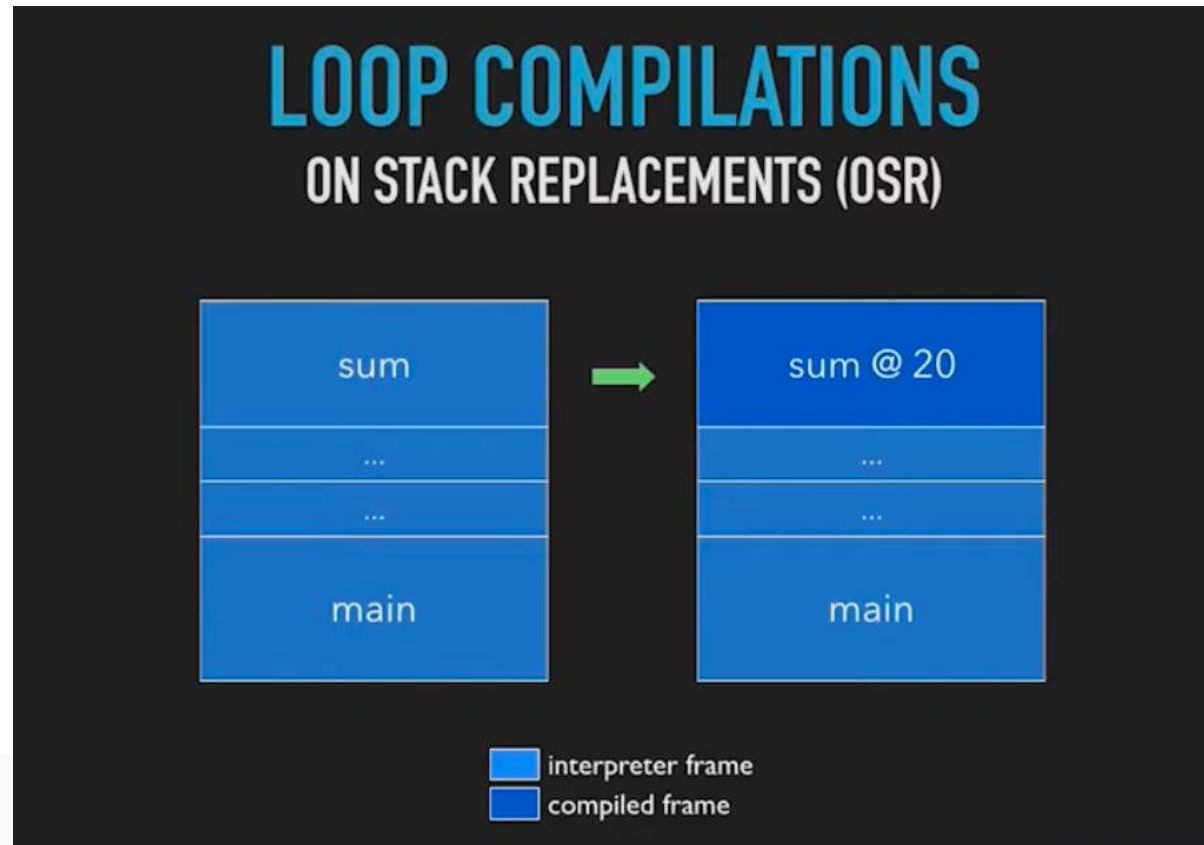 LOOP COMPILATIONS
ON STACK REPLACEMENTS (OSR)
sum
...
...
main
sum @ 20
...
...
main
interpreter frame
compiled frame